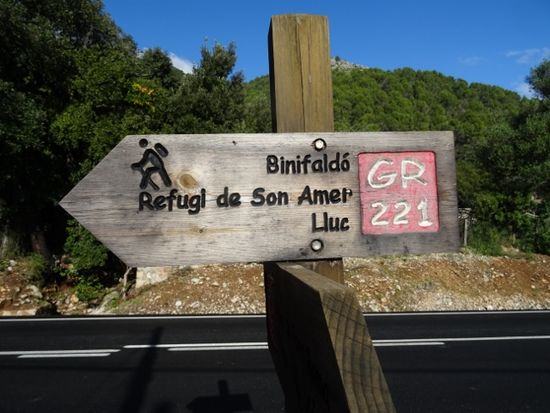 Binifaldó
Refugi de Son Amer
Lluc
GR
221